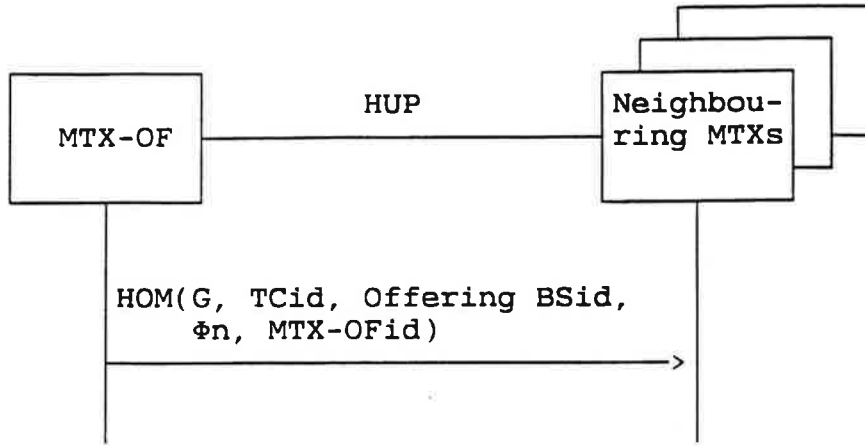 MTX-OF
HUP
Neighbou-
ring MTXs
HOM(G, TCid, Offering BSid,
Φn, MTX-OFid)